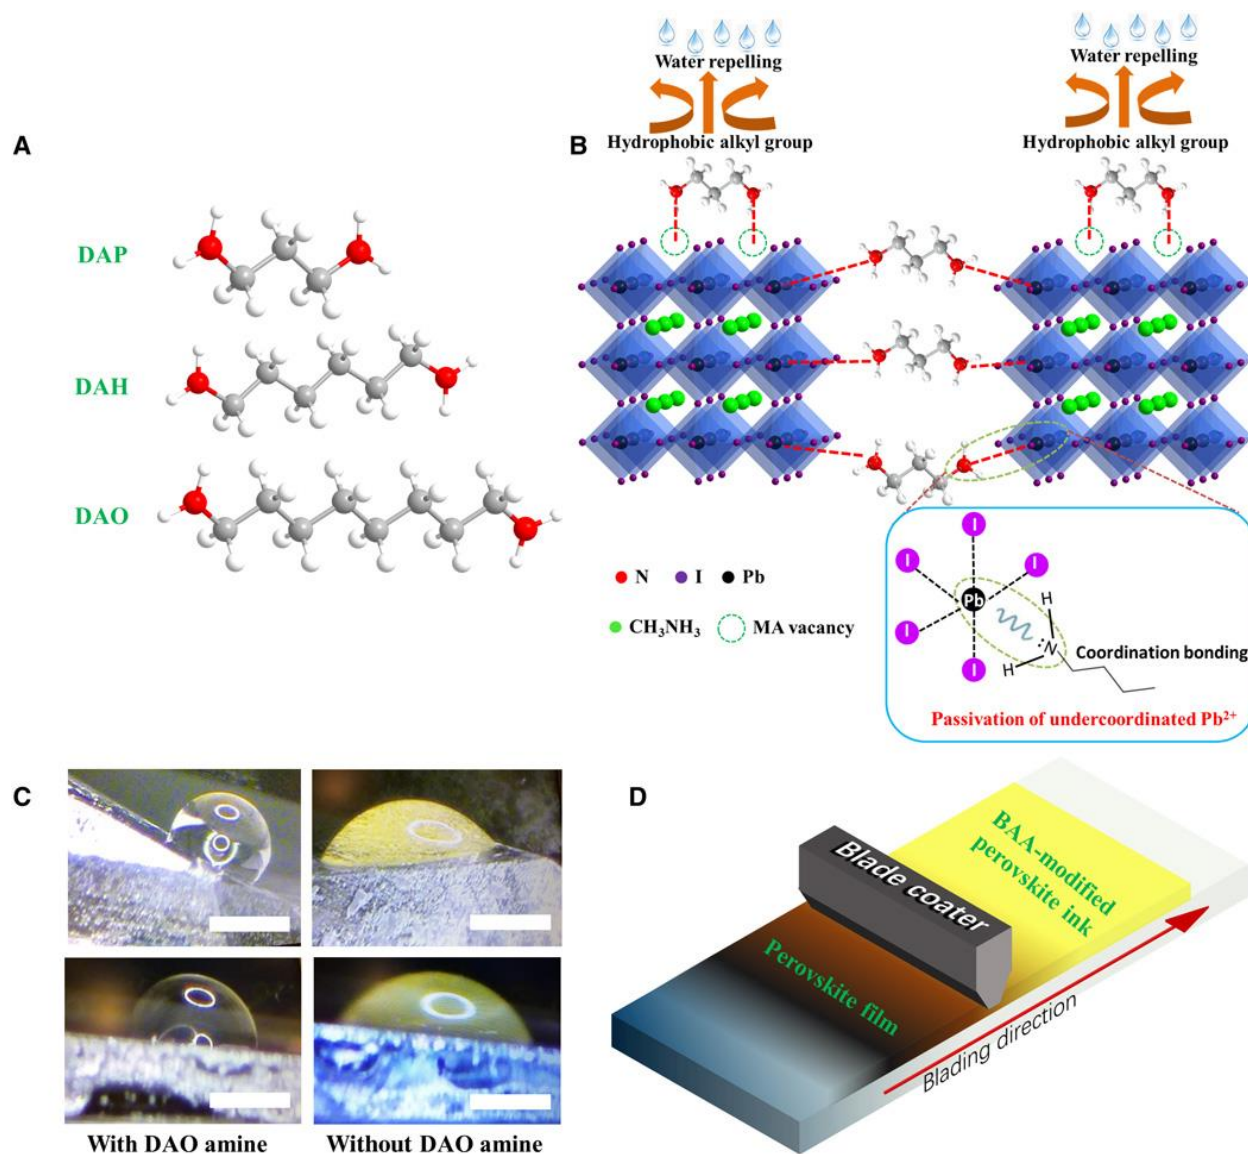 A
DAP
DAH
DAO
B
Water repelling
Hydrophobic alkyl group
Water repelling
Hydrophobic alkyl group
N
I
Pb
CH₃NH₃
MA vacancy
I
I
I
Pb
I
I
H
:N
H
Coordination bonding
Passivation of undercoordinated Pb²⁺
C
With DAO amine
Without DAO amine
D
Blade coater
BAA-modified
perovskite ink
Perovskite film
Blading direction